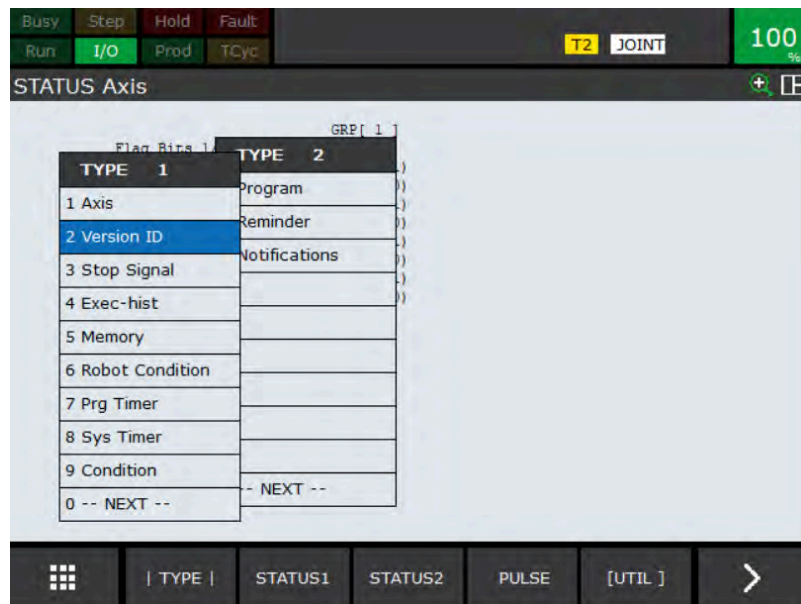 Busy Step Hold Fault
Run I/O Prod TCyc T2 JOINT 100 %
STATUS Axis
GRP[ 1 ]
Flag Bits 1/
TYPE 1
1 Axis
2 Version ID
3 Stop Signal
4 Exec-hist
5 Memory
6 Robot Condition
7 Prg Timer
8 Sys Timer
9 Condition
0 -- NEXT --
TYPE 2
Program
Reminder
Notifications
-- NEXT --
| TYPE | STATUS1 STATUS2 PULSE [UTIL ] >